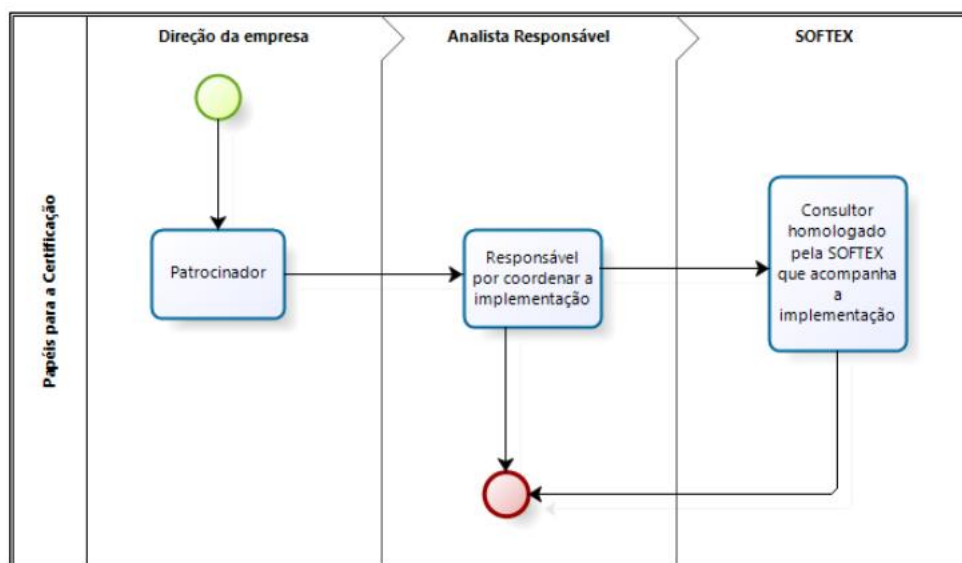 Papéis para a Certificação
Direção da empresa
Analista Responsável
SOFTEX
Patrocinador
Responsável
por coordenar a
implementação
Consultor
homologado
pela SOFTEX
que acompanha
a
implementação